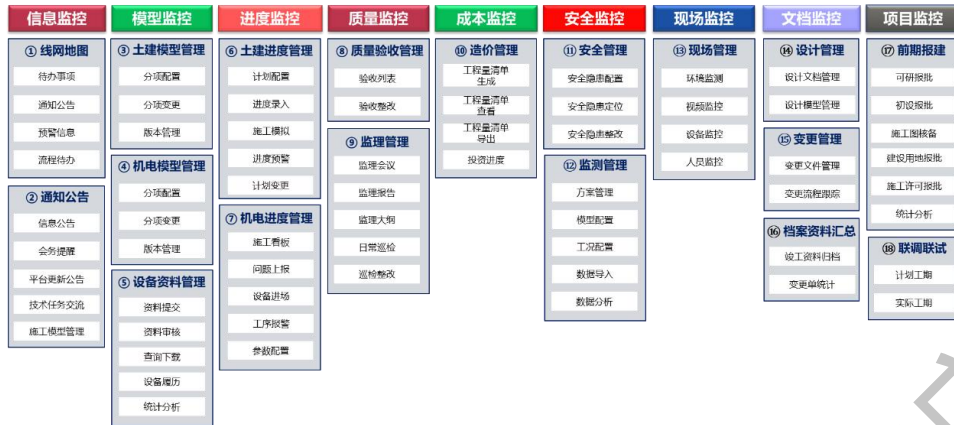 信息监控
①线网地图
待办事项
通知公告
预警信息
流程待办
②通知公告
信息公告
会务提醒
平台更新公告
技术任务交流
施工模型管理
模型监控
③土建模型管理
分项配置
分项变更
版本管理
④机电模型管理
分项配置
分项变更
版本管理
⑤设备资料管理
资料提交
资料审核
查询下载
设备履历
统计分析
进度监控
⑥土建进度管理
计划配置
进度录入
施工模拟
进度预警
计划变更
⑦机电进度管理
施工看板
问题上报
设备进场
工序报警
参数配置
质量监控
⑧质量验收管理
验收列表
验收整改
⑨监理管理
监理会议
监理报告
监理大纲
日常巡检
巡检整改
成本监控
⑩造价管理
工程量清单
生成
工程量清单
查看
工程量清单
导出
投资进度
安全监控
⑪安全管理
安全隐患配置
安全隐患定位
安全隐患整改
⑫监测管理
方案管理
模型配置
工况配置
数据导入
数据分析
现场监控
⑬现场管理
环境监测
视频监控
设备监控
人员监控
文档监控
⑭设计管理
设计文档管理
设计模型管理
⑮变更管理
变更文件管理
变更流程跟踪
⑯档案资料汇总
竣工资料归档
变更单统计
项目监控
⑰前期报建
可研报批
初设报批
施工图核备
建设用地报批
施工许可报批
统计分析
⑱联调联试
计划工期
实际工期